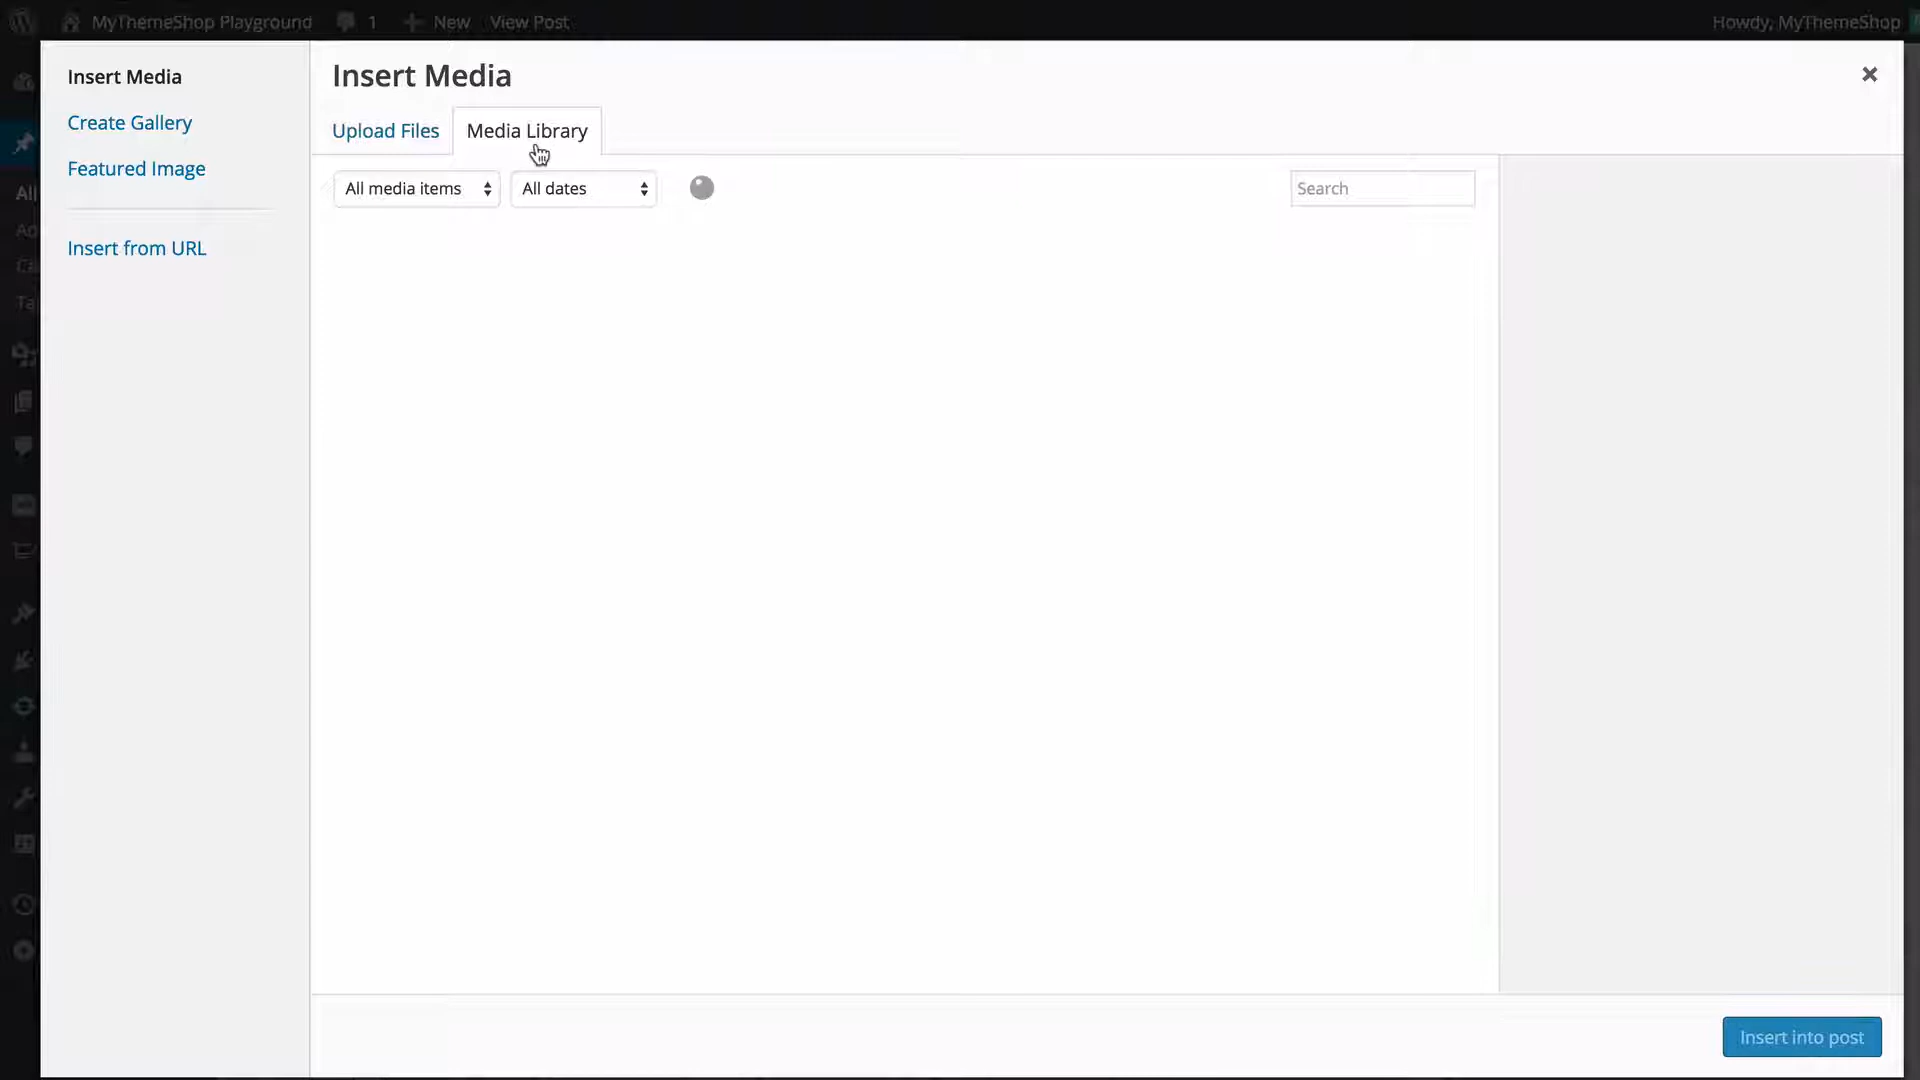 MyThemeShop Playground 1 New View Post Howdy, MyThemeShop
Insert Media
Create Gallery
Featured Image
Insert from URL
Insert Media
Upload Files Media Library
All media items All dates Search
All
Insert into post